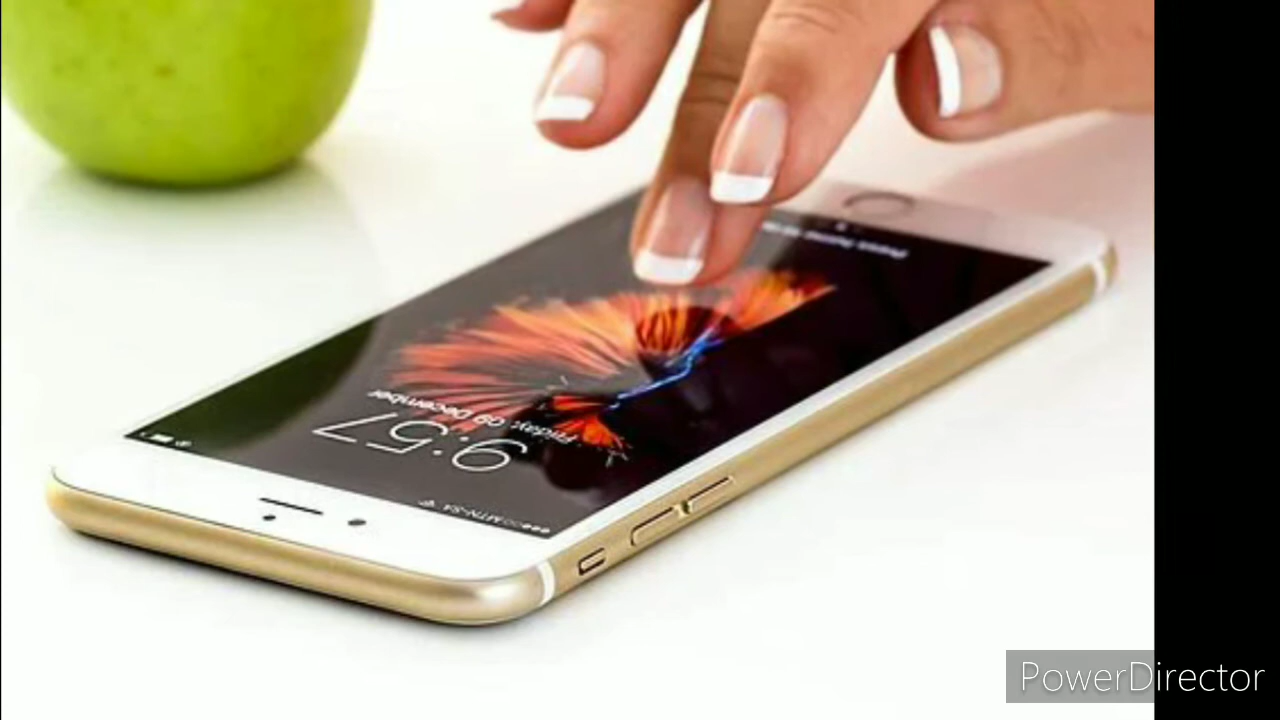 ●●●○○ MTN-SA
9:57
Friday, 09 December
PowerDirector